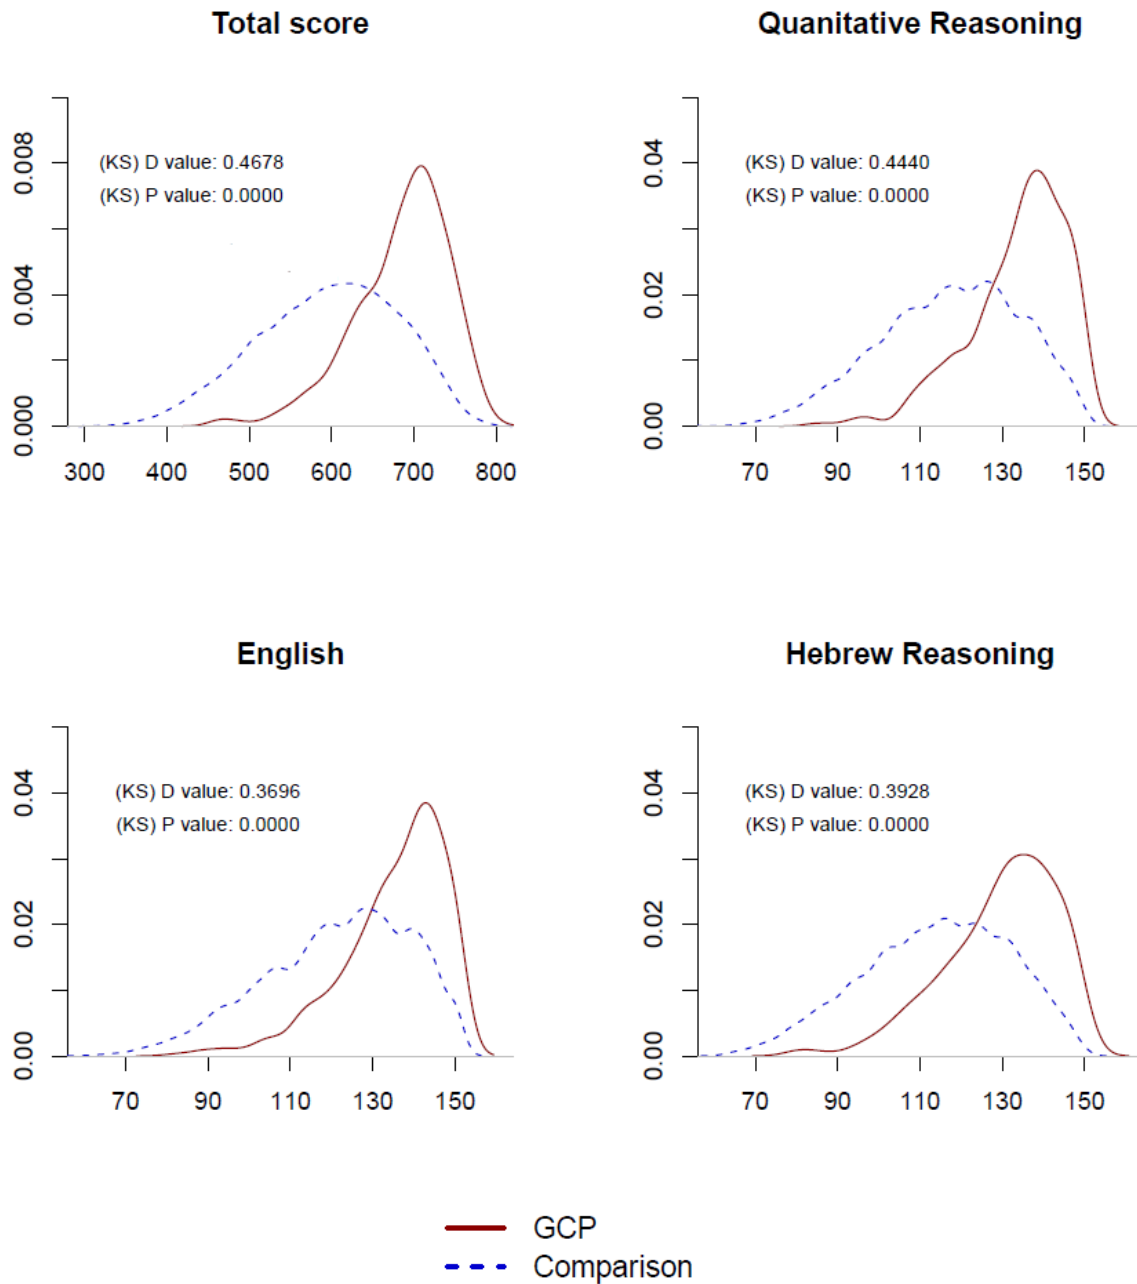 Total score
(KS) D value: 0.4678
(KS) P value: 0.0000
0.000
0.004
0.008
300 400 500 600 700 800
Quanitative Reasoning
(KS) D value: 0.4440
(KS) P value: 0.0000
0.00
0.02
0.04
70 90 110 130 150
English
(KS) D value: 0.3696
(KS) P value: 0.0000
0.00
0.02
0.04
70 90 110 130 150
Hebrew Reasoning
(KS) D value: 0.3928
(KS) P value: 0.0000
0.00
0.02
0.04
70 90 110 130 150
GCP
Comparison